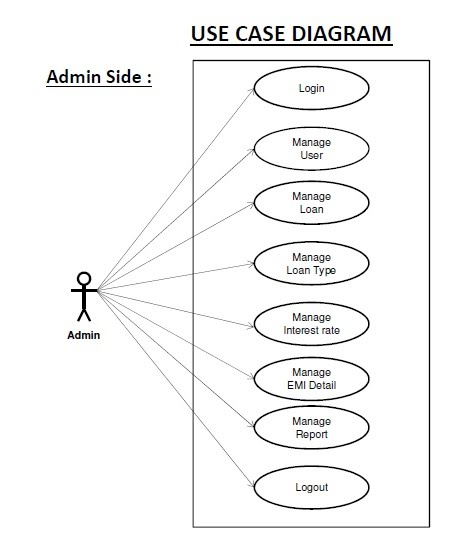 USE CASE DIAGRAM
Admin Side :
Login
Manage
User
Manage
Loan
Manage
Loan Type
Manage
Interest rate
Manage
EMI Detail
Manage
Report
Logout
Admin